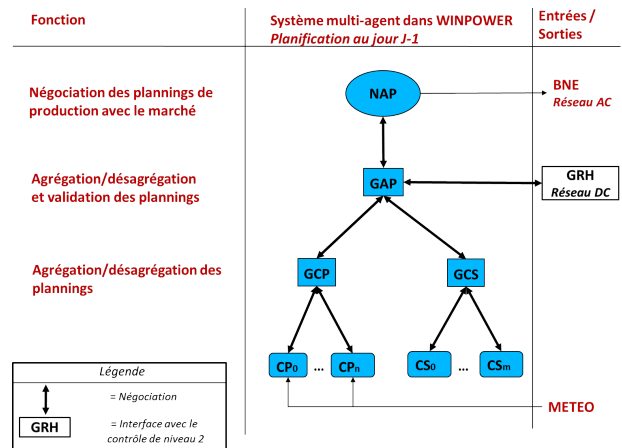 Fonction
Système multi-agent dans WINPOWER
Planification au jour J-1
Entrées /
Sorties
Négociation des plannings de
production avec le marché
NAP
BNE
Réseau AC
Agrégation/désagrégation
et validation des plannings
GAP
GRH
Réseau DC
Agrégation/désagrégation des
plannings
GCP
GCS
CP0 ... CPn
CS0 ... CSm
METEO
Légende
= Négociation
GRH
= Interface avec le
contrôle de niveau 2